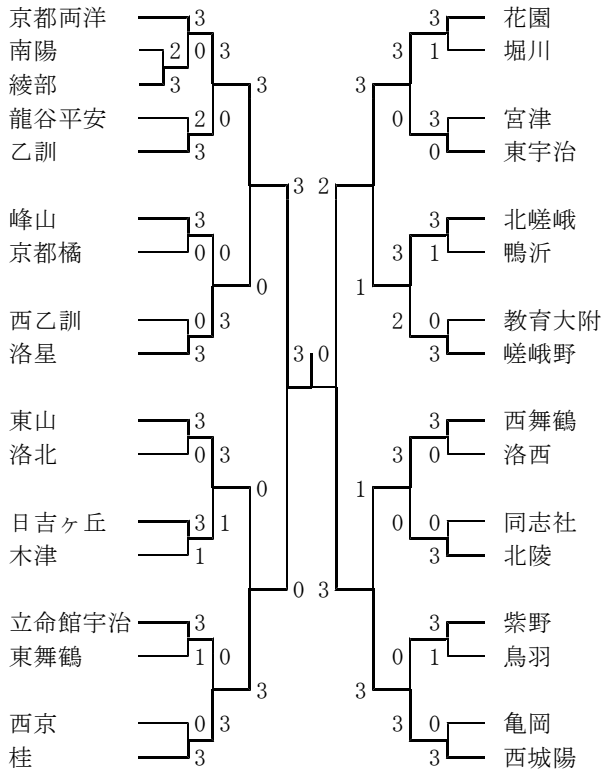 京都両洋 3 3 花園
南陽 2 0 3 3 1 堀川
綾部 3 3 3
龍谷平安 2 0 0 3 宮津
乙訓 3 0 東宇治
3 2
峰山 3 3 北嵯峨
京都橘 0 0 3 1 鴨沂
0 1
西乙訓 0 3 2 0 教育大附
洛星 3 3 0 3 嵯峨野
東山 3 3 西舞鶴
洛北 0 3 3 0 洛西
0 1
日吉ヶ丘 3 1 0 0 同志社
木津 1 3 北陵
0 3
立命館宇治 3 3 紫野
東舞鶴 1 0 0 1 鳥羽
3 3
西京 0 3 3 0 亀岡
桂 3 3 西城陽